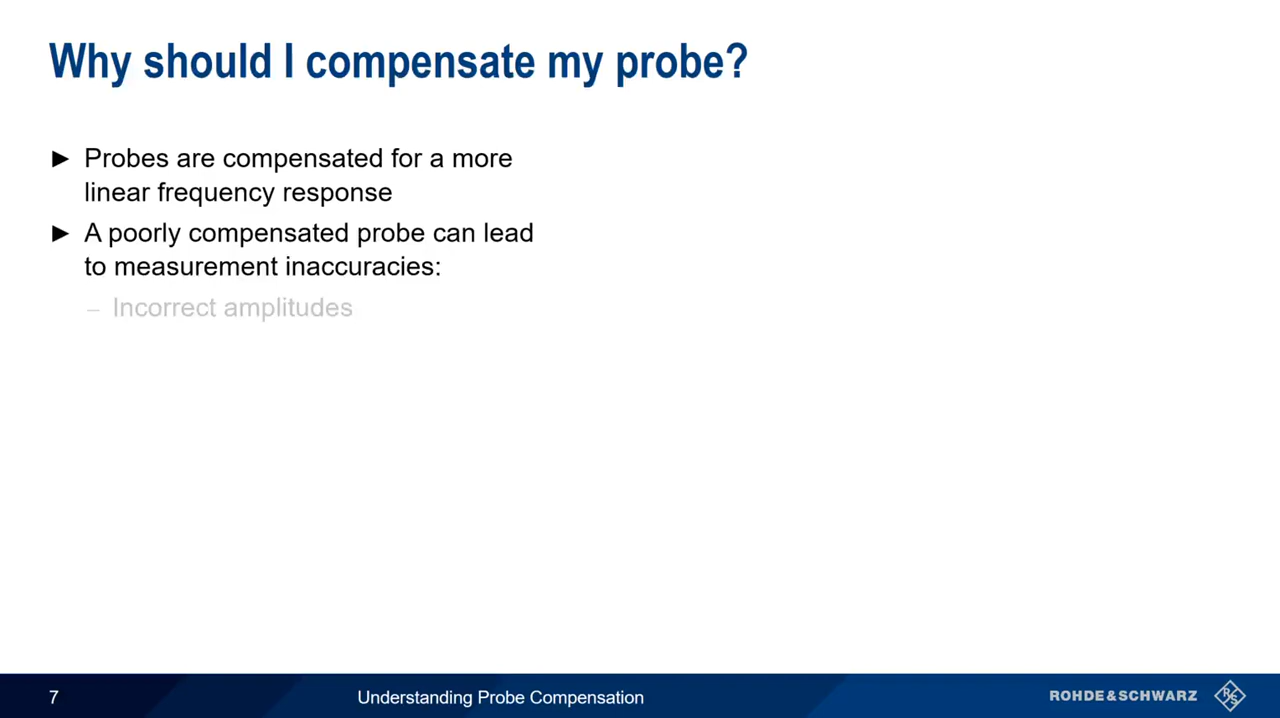 Why should I compensate my probe?
► Probes are compensated for a more
linear frequency response
► A poorly compensated probe can lead
to measurement inaccuracies:
– Incorrect amplitudes
7
Understanding Probe Compensation
ROHDE&SCHWARZ
R&S